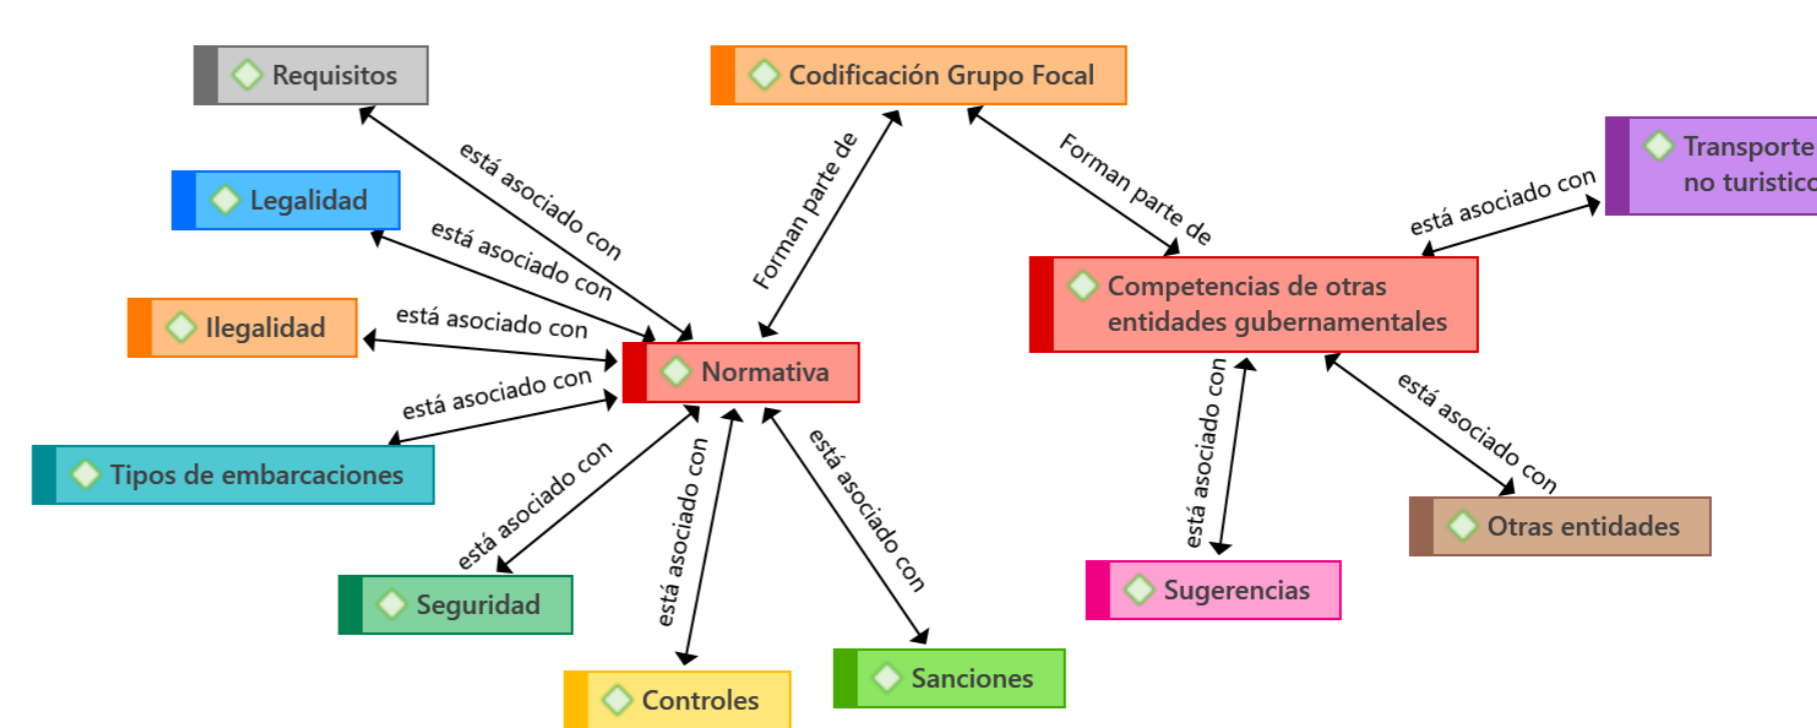 Requisitos
Codificación Grupo Focal
Transporte
no turistico
está asociado con
Forman parte de
Forman parte de
está asociado con
Legalidad
está asociado con
Ilegalidad
está asociado con
Competencias de otras
entidades gubernamentales
Normativa
está asociado con
Tipos de embarcaciones
está asociado con
está asociado con
está asociado con
está asociado con
está asociado con
Otras entidades
Seguridad
Sugerencias
Controles
Sanciones